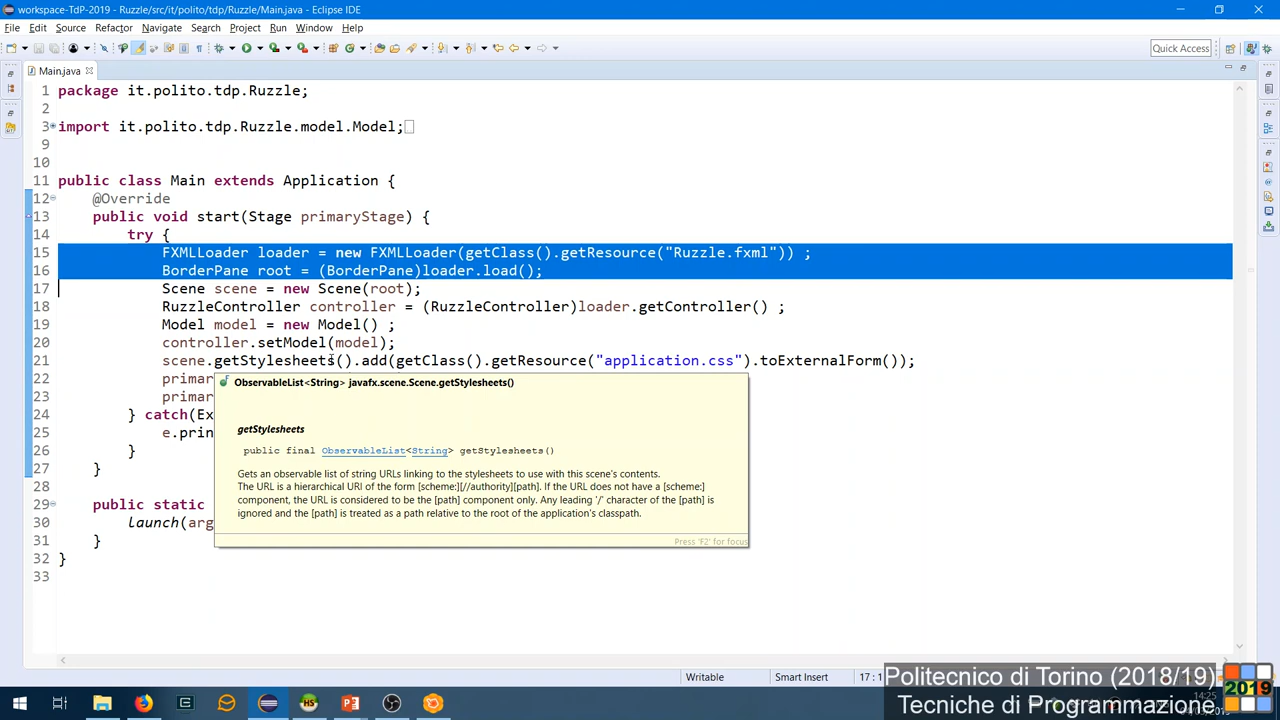 workspace-TdP-2019 - Ruzzle/src/it/polito/tdp/Ruzzle/Main.java - Eclipse IDE
File Edit Source Refactor Navigate Search Project Run Window Help
Quick Access
Main.java
1 package it.polito.tdp.Ruzzle;
2
3 import it.polito.tdp.Ruzzle.model.Model;
9
10
11 public class Main extends Application {
12 @Override
13 public void start(Stage primaryStage) {
14 try {
15 FXMLLoader loader = new FXMLLoader(getClass().getResource("Ruzzle.fxml")) ;
16 BorderPane root = (BorderPane)loader.load();
17 Scene scene = new Scene(root);
18 RuzzleController controller = (RuzzleController)loader.getController() ;
19 Model model = new Model() ;
20 controller.setModel(model);
21 scene.getStylesheets().add(getClass().getResource("application.css").toExternalForm());
22 primar
23 primar
24 } catch(Ex
25 e.prin
26 }
27 }
28
29 public static
30 launch(arg
31 }
32 }
33
ObservableList<String> javafx.scene.Scene.getStylesheets()
getStylesheets
public final ObservableList<String> getStylesheets()
Gets an observable list of string URLs linking to the stylesheets to use with this scene's contents.
The URL is a hierarchical URI of the form [scheme:][//authority][path]. If the URL does not have a [scheme:]
component, the URL is considered to be the [path] component only. Any leading '/' character of the [path] is
ignored and the [path] is treated as a path relative to the root of the application's classpath.
Press 'F2' for focus
Writable Smart Insert 17 : 1
Politecnico di Torino (2018/19)
Tecniche di Programmazione
2019
14:25